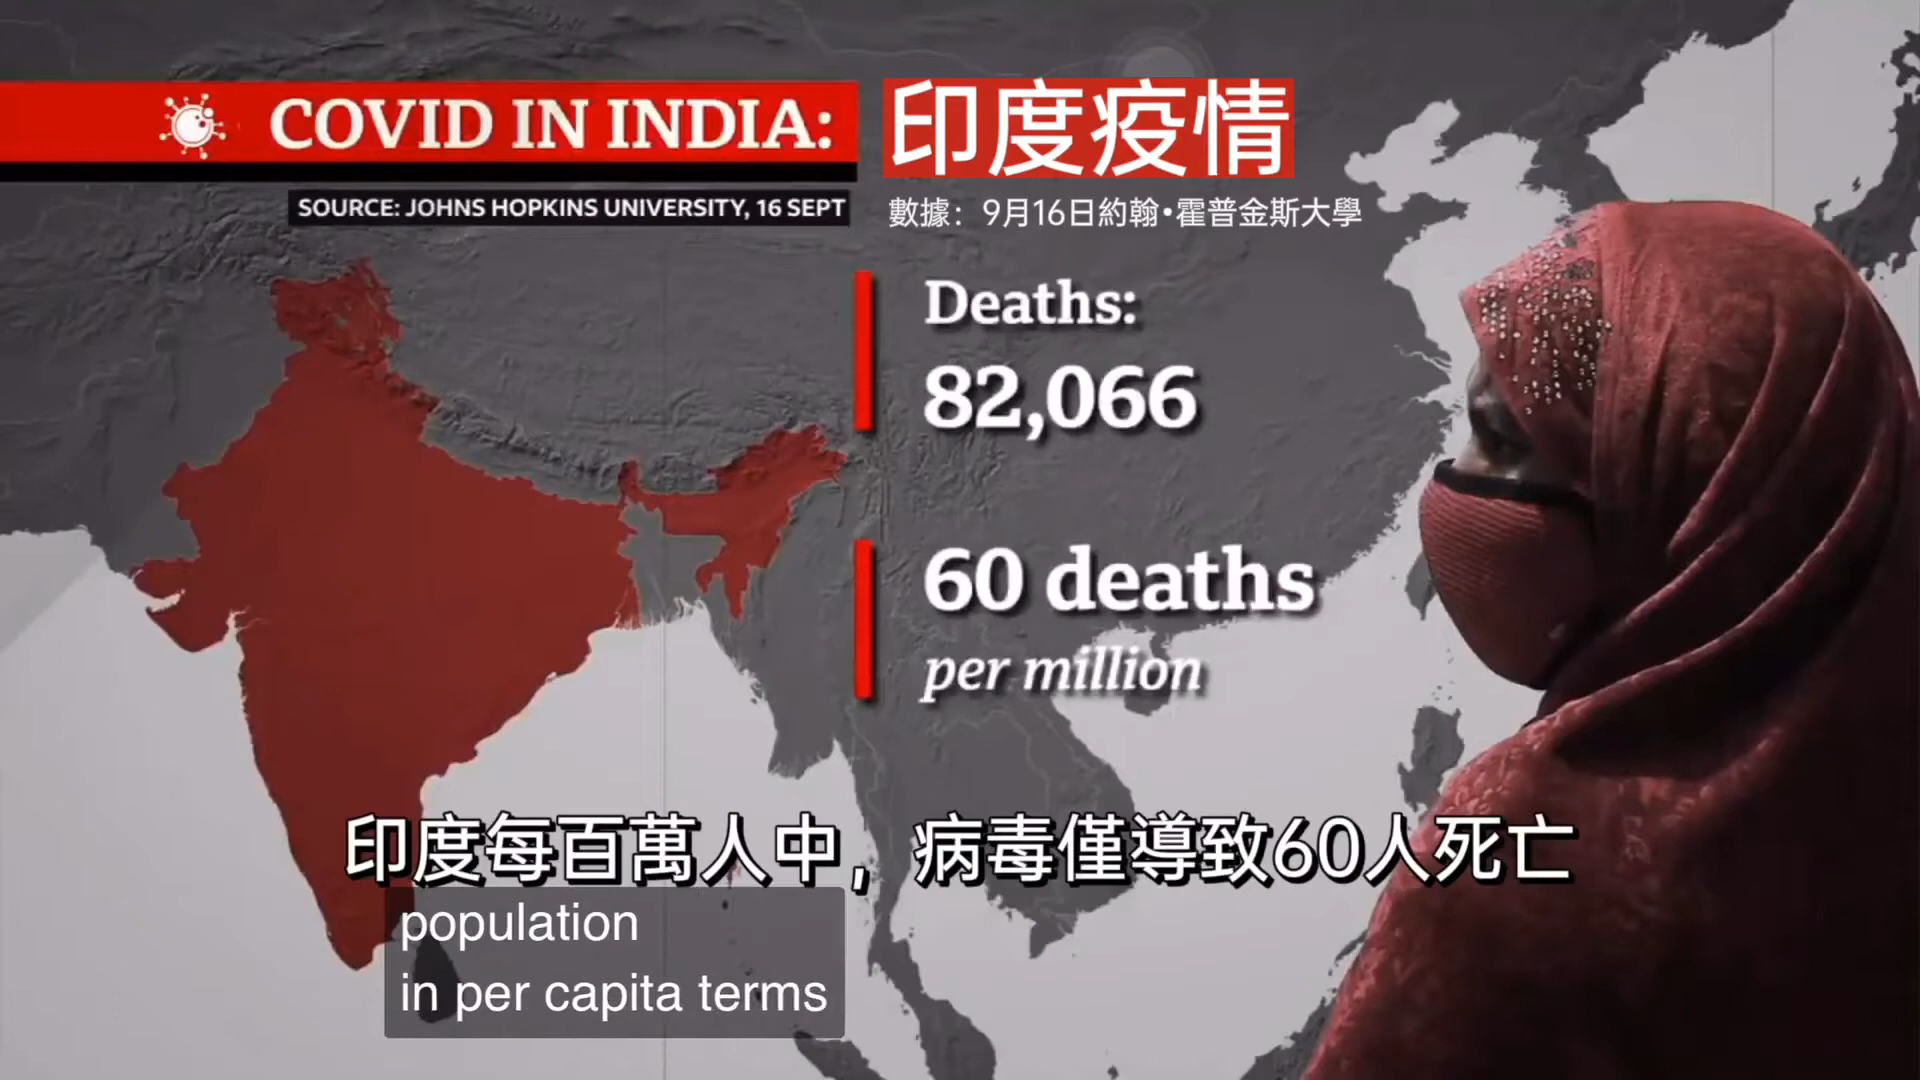 COVID IN INDIA:
印度疫情
SOURCE: JOHNS HOPKINS UNIVERSITY, 16 SEPT
數據：9月16日約翰•霍普金斯大學
Deaths:
82,066
60 deaths
per million
印度每百萬人中，病毒僅導致60人死亡
population
in per capita terms